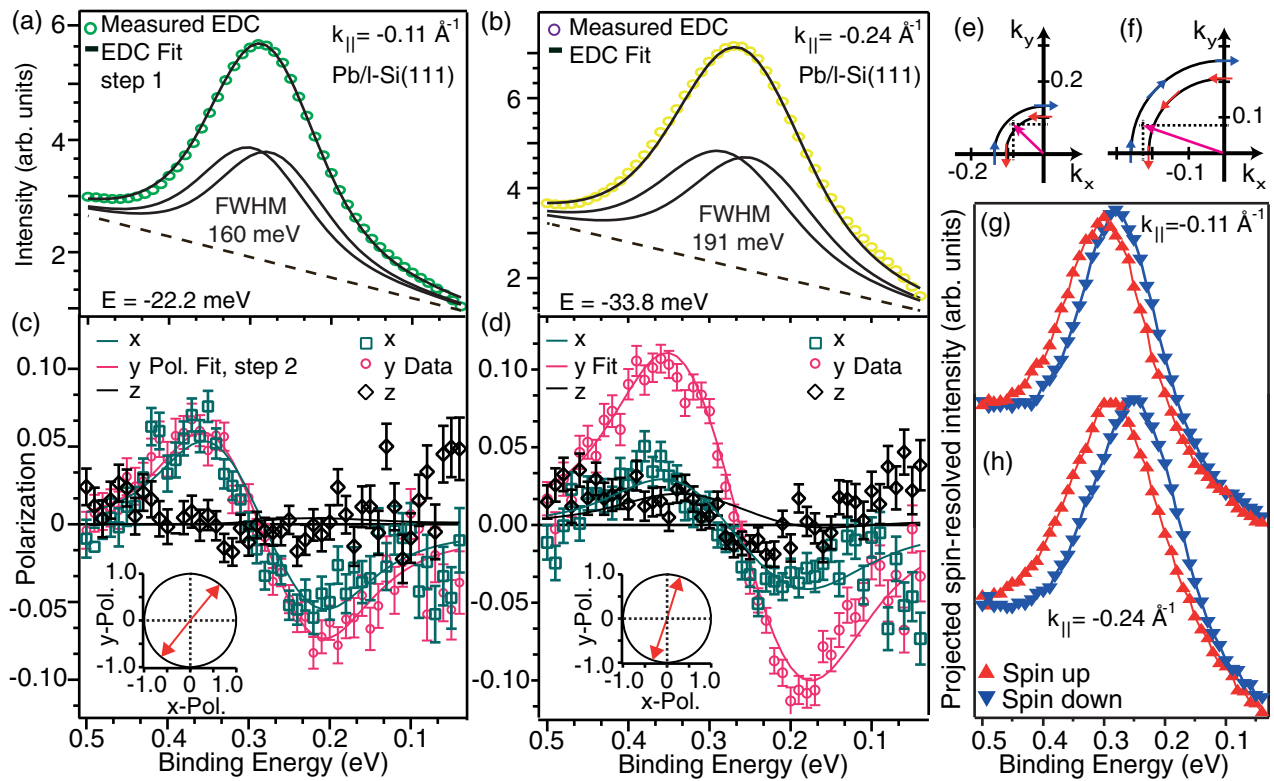 (a)
Measured EDC
EDC Fit
step 1
k|| = -0.11 Å-1
Pb/l-Si(111)
FWHM
160 meV
E = -22.2 meV
Intensity (arb. units)
6
4
2
(b)
Measured EDC
EDC Fit
k|| = -0.24 Å-1
Pb/l-Si(111)
FWHM
191 meV
E = -33.8 meV
6
4
2
(c)
x
y Pol. Fit, step 2
z
x
y Data
z
Polarization
0.10
0.05
0
-0.05
-0.10
1.0
0
-1.0
y-Pol.
-1.0
0
1.0
x-Pol.
0.5 0.4 0.3 0.2 0.1
Binding Energy (eV)
(d)
x
y Fit
z
x
y Data
z
0.10
0.05
0.00
-0.05
-0.10
1.0
0
-1.0
y-Pol.
-1.0
0
1.0
x-Pol.
0.5 0.4 0.3 0.2 0.1
Binding Energy (eV)
(e)
ky
0.2
-0.2
kx
(f)
ky
0.1
-0.1
kx
(g)
k|| = -0.11 Å-1
(h)
k|| = -0.24 Å-1
Spin up
Spin down
Projected spin-resolved intensity (arb. units)
0.5 0.4 0.3 0.2 0.1
Binding Energy (eV)